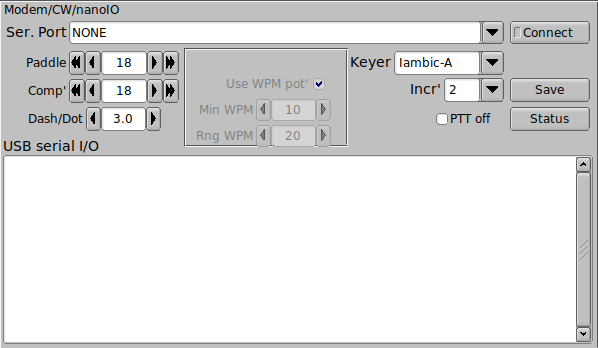 Modem/CW/nanoIO
Ser. Port NONE Connect
Paddle 18 Keyer Iambic-A
Use WPM pot'
Comp' 18 Incr' 2 Save
Min WPM 10
Dash/Dot 3.0 PTT off Status
Rng WPM 20
USB serial I/O